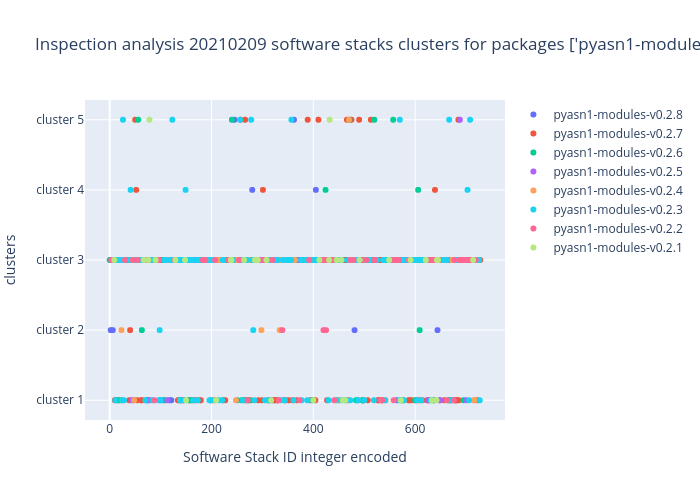 Inspection analysis 20210209 software stacks clusters for packages ['pyasn1-module
cluster 5
cluster 4
cluster 3
cluster 2
cluster 1
clusters
0
200
400
600
Software Stack ID integer encoded
pyasn1-modules-v0.2.8
pyasn1-modules-v0.2.7
pyasn1-modules-v0.2.6
pyasn1-modules-v0.2.5
pyasn1-modules-v0.2.4
pyasn1-modules-v0.2.3
pyasn1-modules-v0.2.2
pyasn1-modules-v0.2.1